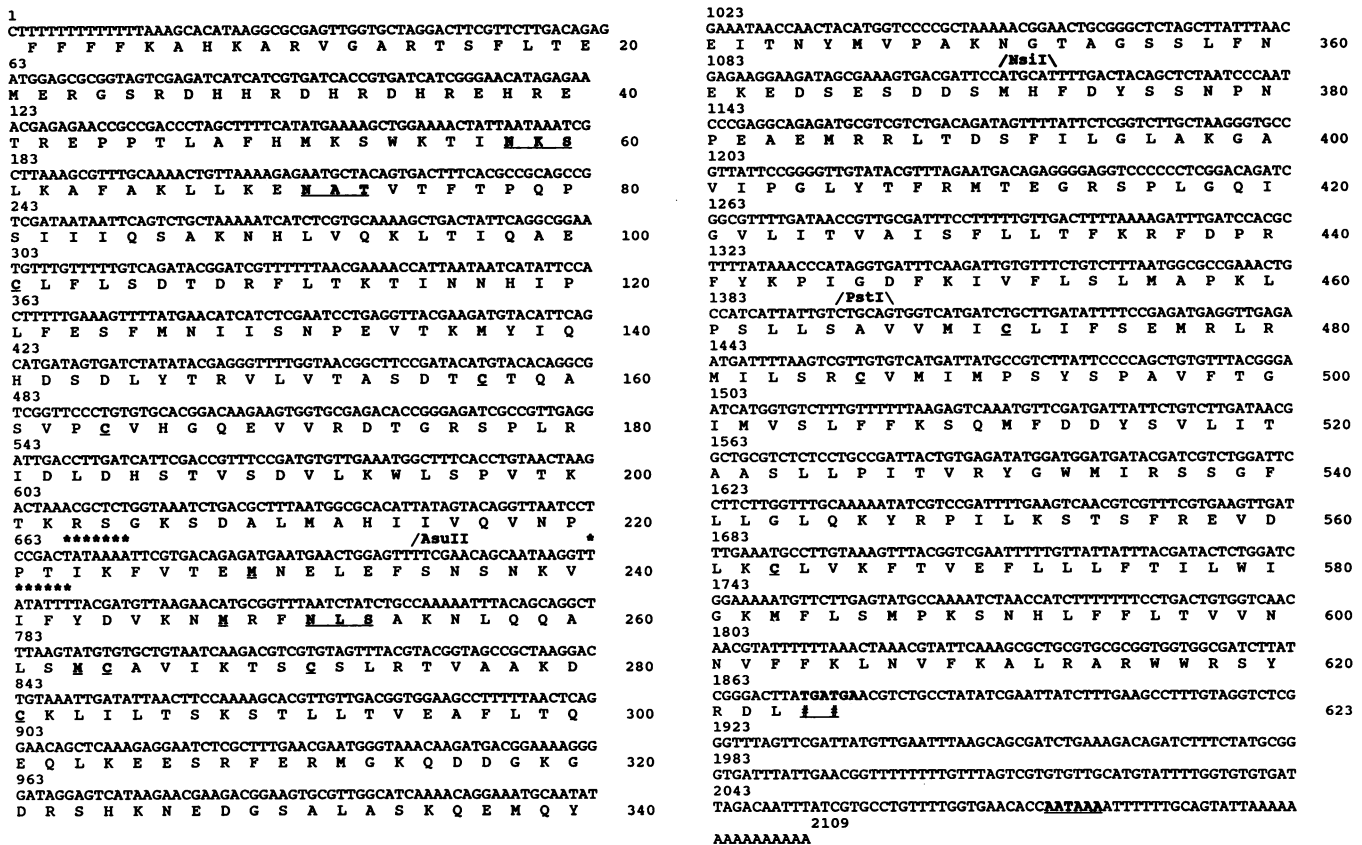 1
CTTTTTTTTTTTTTAAAGCACATAAGGCGCGAGTTGGTGCTAGGACTTCGTTCTTGACAGAG
F F F F K A H K A R V G A R T S F L T E 20
63
ATGGAGCGCGGTAGTCGAGATCATCATCGTGATCACCGTGATCATCGGGAACATAGAGAA
M E R G S R D H H R D H R D H R E H R E 40
123
ACGAGAGAACCGCCGACCCTAGCTTTTCATATGAAAAGCTGGAAAACTATTAATAAATCG
T R E P P T L A F H M K S W K T I N K S 60
183
CTTAAAGCGTTTGCAAAACTGTTAAAAGAGAATGCTACAGTGACTTTCACGCCGCAGCCG
L K A F A K L L K E N A T V T F T P Q P 80
243
TCGATAATAATTCAGTCTGCTAAAAATCATCTCGTGCAAAAGCTGACTATTCAGGCGGAA
S I I I Q S A K N H L V Q K L T I Q A E 100
303
TGTTTGTTTTTGTCAGATACGGATCGTTTTTTAACGAAAACCATTAATAATCATATTCCA
C L F L S D T D R F L T K T I N N H I P 120
363
CTTTTTGAAAGTTTTATGAACATCATCTCGAATCCTGAGGTTACGAAGATGTACATTCAG
L F E S F M N I I S N P E V T K M Y I Q 140
423
CATGATAGTGATCTATATACGAGGGTTTTGGTAACGGCTTCCGATACATGTACACAGGCG
H D S D L Y T R V L V T A S D T C T Q A 160
483
TCGGTTCCCTGTGTGCACGGACAAGAAGTGGTGCGAGACACCGGGAGATCGCCGTTGAGG
S V P C V H G Q E V V R D T G R S P L R 180
543
ATTGACCTTGATCATTCGACCGTTTCCGATGTGTTGAAATGGCTTTCACCTGTAACTAAG
I D L D H S T V S D V L K W L S P V T K 200
603
ACTAAACGCTCTGGTAAATCTGACGCTTTAATGGCGCACATTATAGTACAGGTTAATCCT
T K R S G K S D A L M A H I I V Q V N P 220
663 ******* /AsuII *
CCGACTATAAAATTCGTGACAGAGATGAATGAACTGGAGTTTTCGAACAGCAATAAGGTT
P T I K F V T E M N E L E F S N S N K V 240
******
ATATTTTACGATGTTAAGAACATGCGGTTTAATCTATCTGCCAAAAATTTACAGCAGGCT
I F Y D V K N M R F N L S A K N L Q Q A 260
783
TTAAGTATGTGTGCTGTAATCAAGACGTCGTGTAGTTTACGTACGGTAGCCGCTAAGGAC
L S M C A V I K T S C S L R T V A A K D 280
843
TGTAAATTGATATTAACTTCCAAAAGCACGTTGTTGACGGTGGAAGCCTTTTTAACTCAG
C K L I L T S K S T L L T V E A F L T Q 300
903
GAACAGCTCAAAGAGGAATCTCGCTTTGAACGAATGGGTAAACAAGATGACGGAAAAGGG
E Q L K E E S R F E R M G K Q D D G K G 320
963
GATAGGAGTCATAAGAACGAAGACGGAAGTGCGTTGGCATCAAAACAGGAAATGCAATAT
D R S H K N E D G S A L A S K Q E M Q Y 340
1023
GAAATAACCAACTACATGGTCCCCGCTAAAAACGGAACTGCGGGCTCTAGCTTATTTAAC
E I T N Y M V P A K N G T A G S S L F N 360
1083 /NsiI\
GAGAAGGAAGATAGCGAAAGTGACGATTCCATGCATTTTGACTACAGCTCTAATCCCAAT
E K E D S E S D D S M H F D Y S S N P N 380
1143
CCCGAGGCAGAGATGCGTCGTCTGACAGATAGTTTTATTCTCGGTCTTGCTAAGGGTGCC
P E A E M R R L T D S F I L G L A K G A 400
1203
GTTATTCCGGGGTTGTATACGTTTAGAATGACAGAGGGAAGGTCCCCCCTCGGACAGATC
V I P G L Y T F R M T E G R S P L G Q I 420
1263
GGCGTTTTGATAACCGTTGCGATTTCCTTTTTGTTGACTTTTAAAAGATTTGATCCACGC
G V L I T V A I S F L L T F K R F D P R 440
1323
TTTTATAAACCCATAGGTGATTTCAAGATTGTGTTTCTGTCTTTAATGGCGCCGAAACTG
F Y K P I G D F K I V F L S L M A P K L 460
1383 /PstI\
CCATCATTATTGTCTGCAGTGGTCATGATCTGCTTGATATTTTCCGAGATGAGGTTGAGA
P S L L S A V V M I C L I F S E M R L R 480
1443
ATGATTTTAAGTCGTTGTGTCATGATTATGCCGTCTTATTCCCCAGCTGTGTTTACGGGA
M I L S R C V M I M P S Y S P A V F T G 500
1503
ATCATGGTGTCTTTGTTTTTTAAGAGTCAAATGTTCGATGATTATTCTGTCTTGATAACG
I M V S L F F K S Q M F D D Y S V L I T 520
1563
GCTGCGTCTCTCCTGCCGATTACTGTGAGATATGGATGGATGATACGATCGTCTGGATTC
A A S L L P I T V R Y G W M I R S S G F 540
1623
CTTCTTGGTTTGCAAAAATATCGTCCGATTTTGAAGTCAACGTCGTTTCGTGAAGTTGAT
L L G L Q K Y R P I L K S T S F R E V D 560
1683
TTGAAATGCCTTGTAAAGTTTACGGTCGAATTTTTGTTATTATTTACGATACTCTGGATC
L K C L V K F T V E F L L L F T I L W I 580
1743
GGAAAAATGTTCTTGAGTATGCCAAAATCTAACCATCTTTTTTTCCTGACTGTGGTCAAC
G K M F L S M P K S N H L F F L T V V N 600
1803
AACGTATTTTTTAAACTAAACGTATTCAAAGCGCTGCGTGCGCGGTGGTGGCGATCTTAT
N V F F K L N V F K A L R A R W W R S Y 620
1863
CGGGACTTATGATGAACGTCTGCCTATATCGAATTATCTTTGAAGCCTTTGTAGGTCTCG
R D L # # 623
1923
GGTTTAGTTCGATTATGTTGAATTTAAGCAGCGATCTGAAAGACAGATCTTTCTATGCGG
1983
GTGATTTATTGAACGGTTTTTTTTTGTTTAGTCGTGTGTTGCATGTATTTTGGTGTGTGAT
2043
TAGACAATTTATCGTGCCTGTTTTGGTGAACACCAATAAAATTTTTTGCAGTATTAAAAA
2109
AAAAAAAAAA